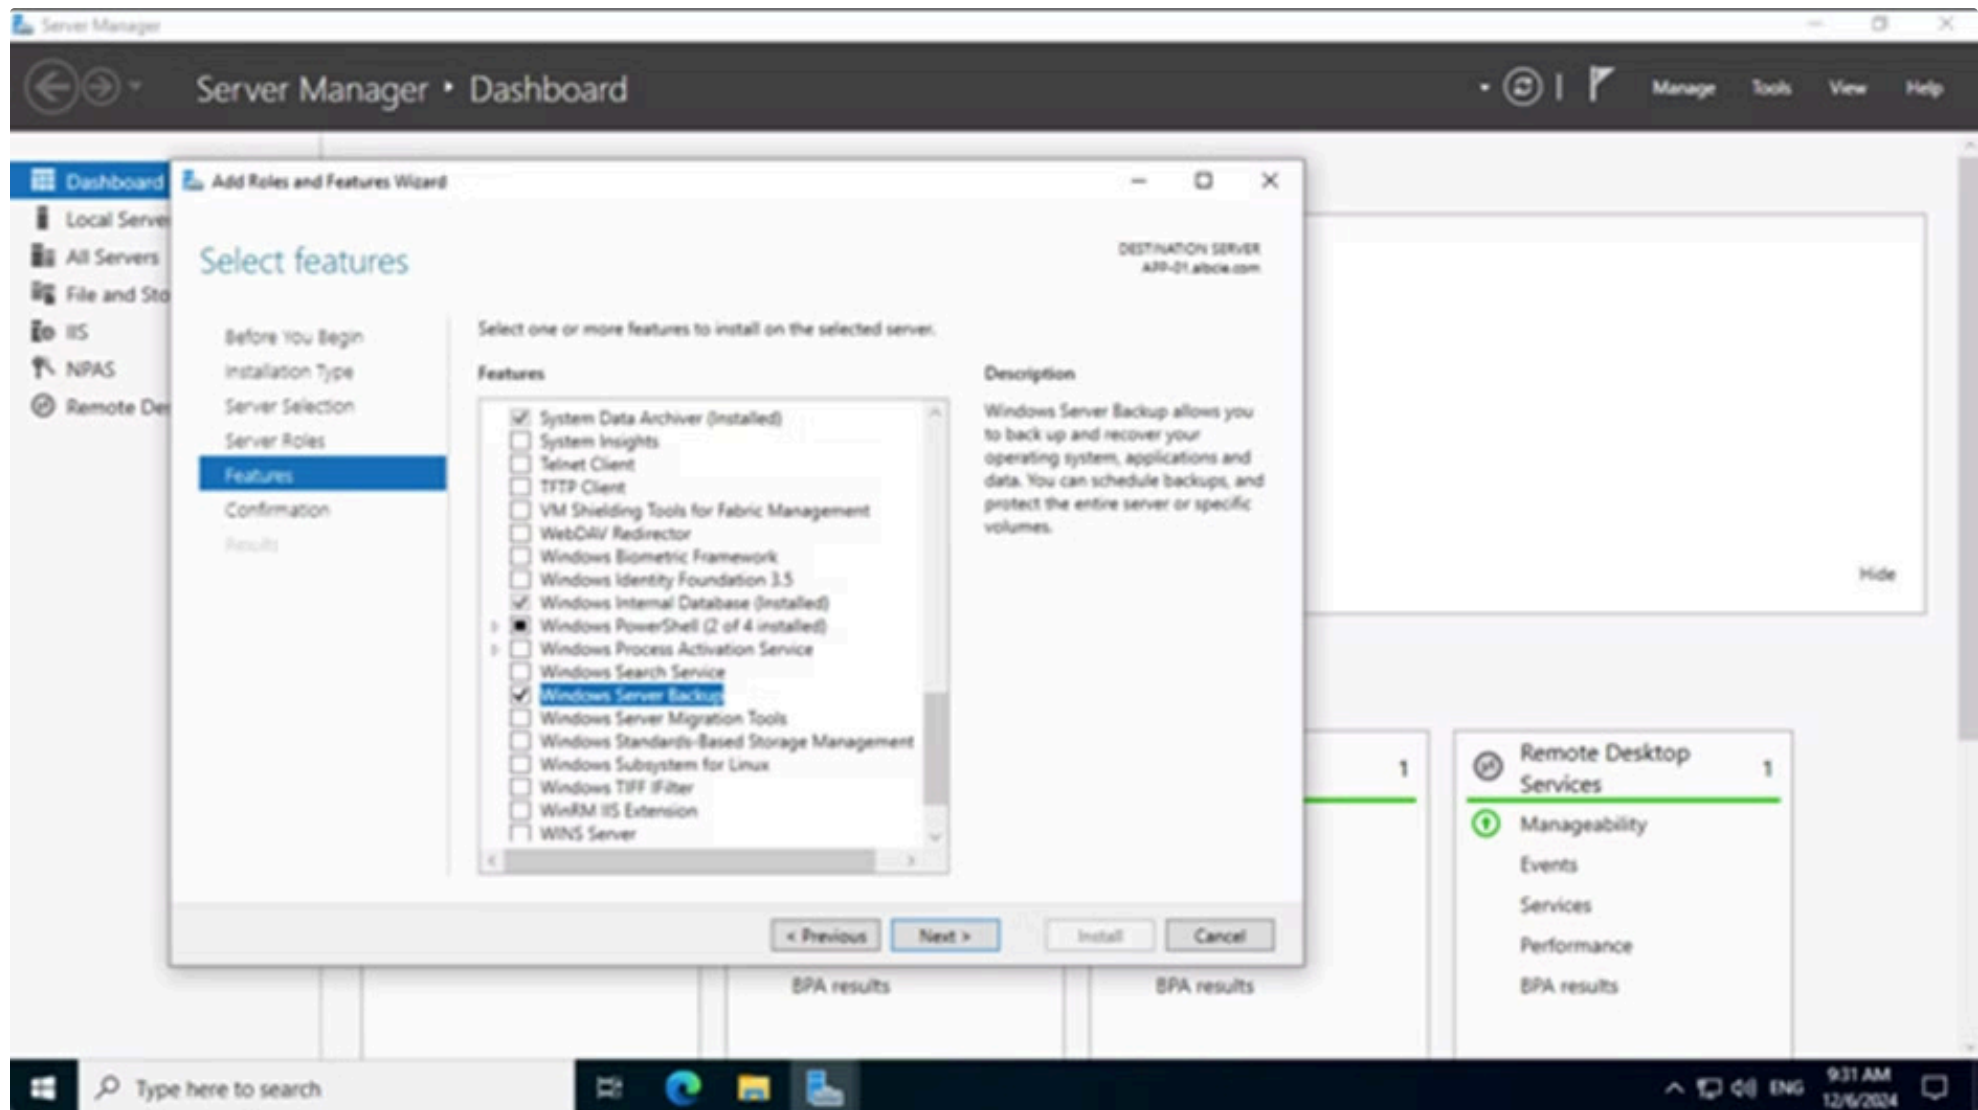 Server Manager
Server Manager • Dashboard
Manage Tools View Help
Dashboard
Local Serve
All Servers
File and Sto
IIS
NPAS
Remote De
Add Roles and Features Wizard
Select features
DESTINATION SERVER
Before You Begin
Installation Type
Server Selection
Server Roles
Features
Confirmation
Results
Select one or more features to install on the selected server.
Features
System Data Archiver (Installed)
System Insights
Telnet Client
TFTP Client
VM Shielding Tools for Fabric Management
WebDAV Redirector
Windows Biometric Framework
Windows Identity Foundation 3.5
Windows Internal Database (Installed)
Windows PowerShell (2 of 4 installed)
Windows Process Activation Service
Windows Search Service
Windows Server Backup
Windows Server Migration Tools
Windows Standards-Based Storage Management
Windows Subsystem for Linux
Windows TIFF IFilter
WinRM IIS Extension
WINS Server
Description
Windows Server Backup allows you
to back up and recover your
operating system, applications and
data. You can schedule backups, and
protect the entire server or specific
volumes.
< Previous Next > Install Cancel
Hide
1
Remote Desktop
Services
1
Manageability
Events
Services
Performance
BPA results
BPA results
BPA results
Type here to search
ENG
9:31 AM
12/6/2024